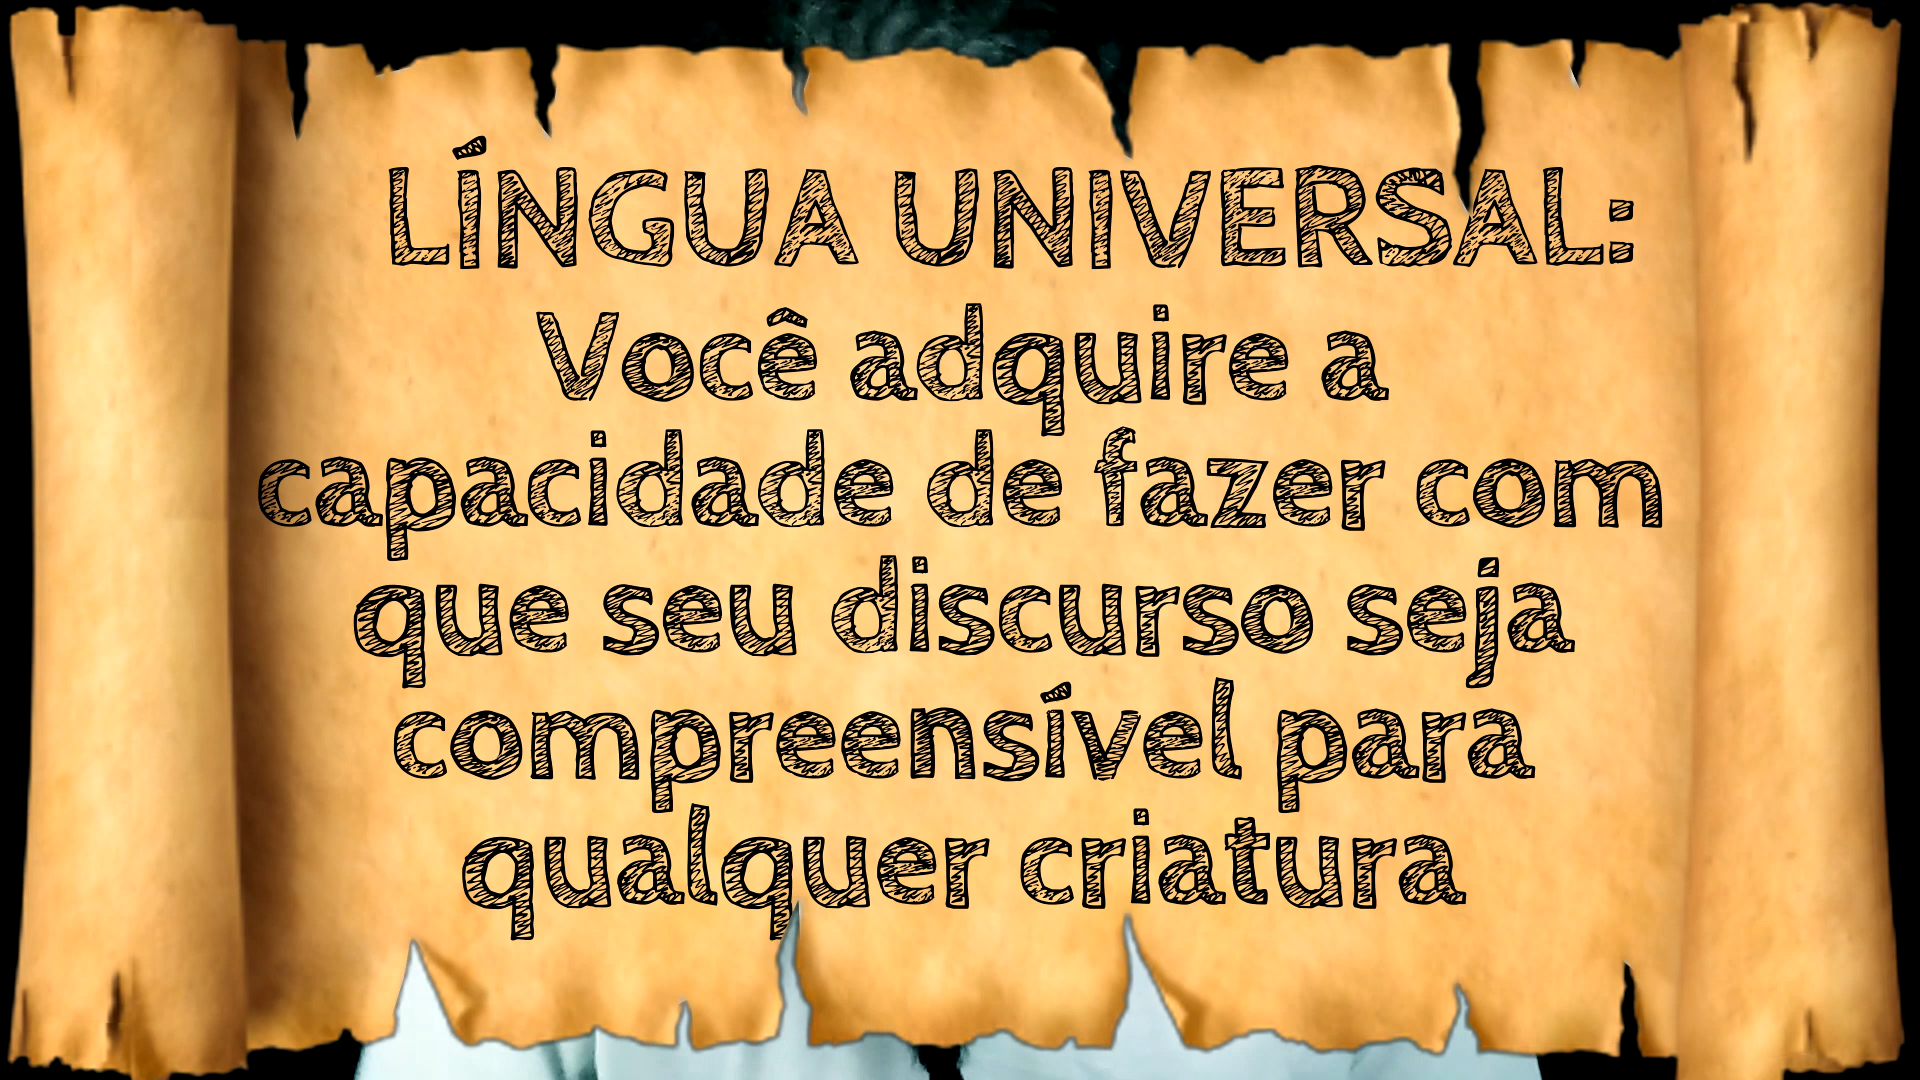 LÍNGUA UNIVERSAL:
Você adquire a
capacidade de fazer com
que seu discurso seja
compreensível para
qualquer criatura